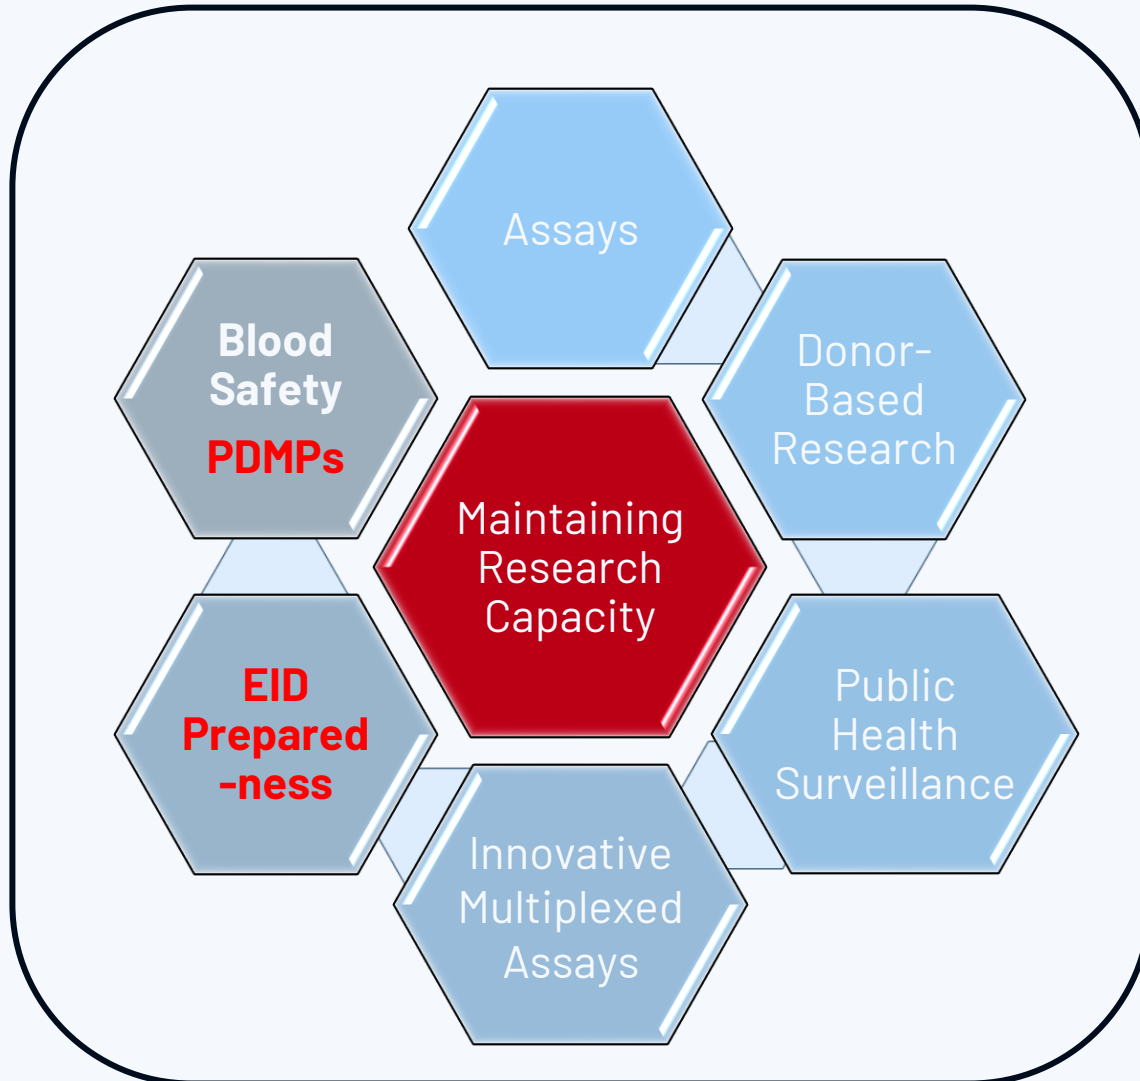 Assays
Donor-
Based
Research
Public
Health
Surveillance
Innovative
Multiplexed
Assays
EID
Prepared
-ness
Blood
Safety
PDMPs
Maintaining
Research
Capacity